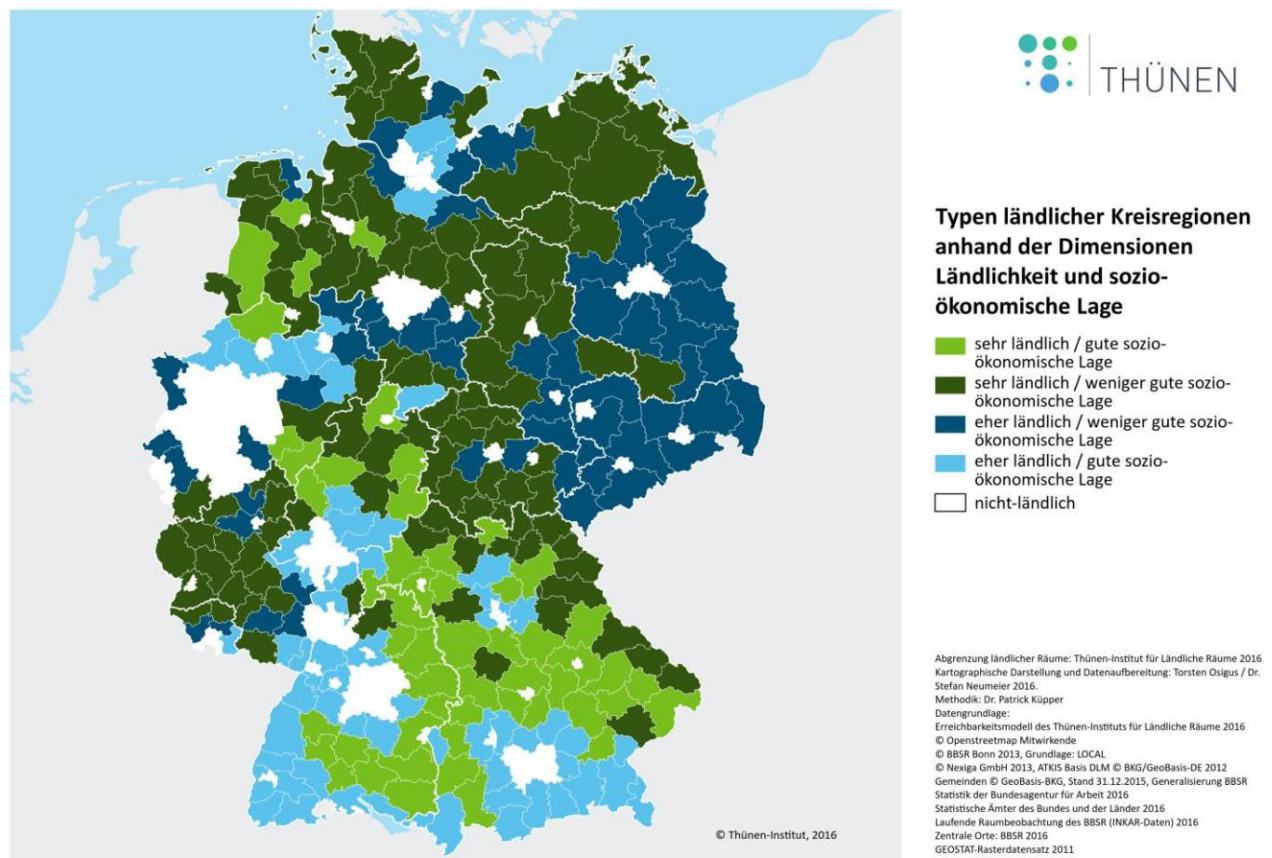 THÜNEN
Typen ländlicher Kreisregionen
anhand der Dimensionen
Ländlichkeit und sozio-
ökonomische Lage
sehr ländlich / gute sozio-
ökonomische Lage
sehr ländlich / weniger gute sozio-
ökonomische Lage
eher ländlich / weniger gute sozio-
ökonomische Lage
eher ländlich / gute sozio-
ökonomische Lage
nicht-ländlich
Abgrenzung ländlicher Räume: Thünen-Institut für Ländliche Räume 2016
Kartographische Darstellung und Datenaufbereitung: Torsten Osigus / Dr.
Stefan Neumeier 2016.
Methodik: Dr. Patrick Küpper
Datengrundlage:
Erreichbarkeitsmodell des Thünen-Instituts für Ländliche Räume 2016
© Openstreetmap Mitwirkende
© BBSR Bonn 2013, Grundlage: LOCAL
© Nexiga GmbH 2013, ATKIS Basis DLM © BKG/GeoBasis-DE 2012
Gemeinden © GeoBasis-BKG, Stand 31.12.2015, Generalisierung BBSR
Statistik der Bundesagentur für Arbeit 2016
Statistische Ämter des Bundes und der Länder 2016
Laufende Raumbeobachtung des BBSR (INKAR-Daten) 2016
Zentrale Orte: BBSR 2016
GEOSTAT-Rasterdatensatz 2011
© Thünen-Institut, 2016